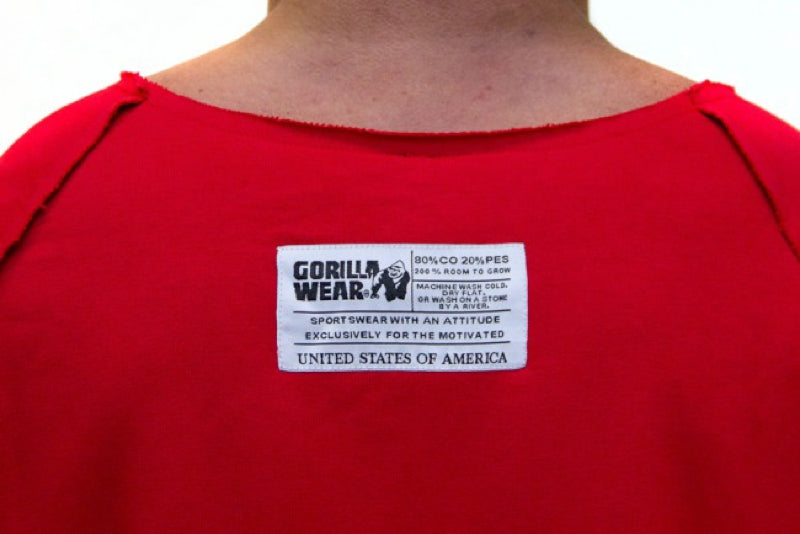 GORILLA
WEAR®
80%CO 20%PES
200% ROOM TO GROW
MACHINE WASH COLD.
DRY FLAT.
OR WASH ON A STONE
BY A RIVER.
SPORTSWEAR WITH AN ATTITUDE
EXCLUSIVELY FOR THE MOTIVATED
UNITED STATES OF AMERICA